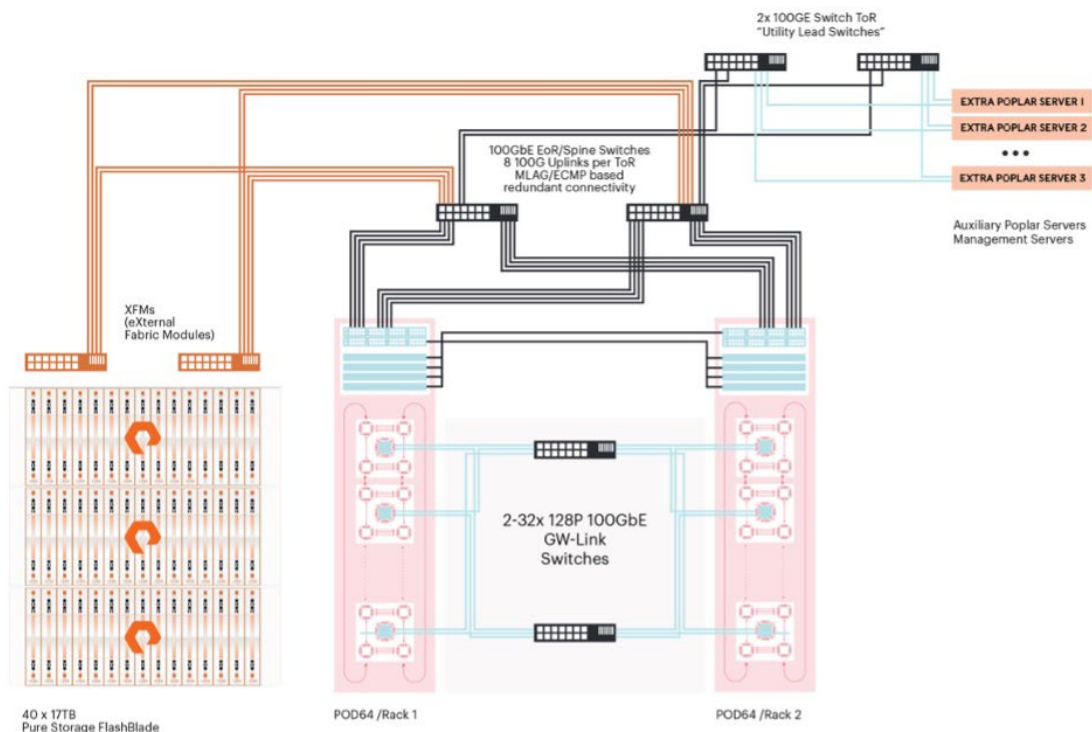 2x 100GE Switch ToR
"Utility Lead Switches"
EXTRA POPLAR SERVER 1
EXTRA POPLAR SERVER 2
EXTRA POPLAR SERVER 3
Auxiliary Poplar Servers
Management Servers
100GbE EoR/Spine Switches
8 100G Uplinks per ToR
MLAG/ECMP based
redundant connectivity
XFMs
(eXternal
Fabric Modules)
2-32x 128P 100GbE
GW-Link
Switches
40 x 17TB
Pure Storage FlashBlade
POD64 /Rack 1
POD64 /Rack 2